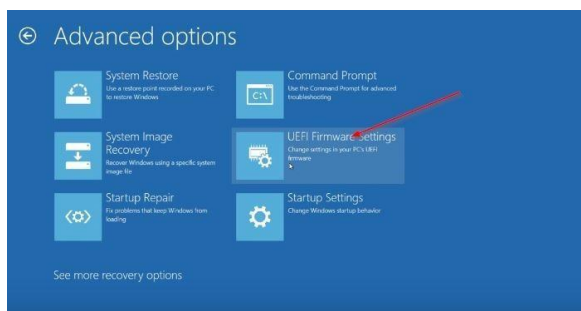 Advanced options
System Restore
Use a restore point recorded on your PC
to restore Windows
Command Prompt
Use the Command Prompt for advanced
troubleshooting
C:\
System Image
Recovery
Recover Windows using a specific system
image file
UEFI Firmware Settings
Change settings in your PC's UEFI
firmware
Startup Repair
Fix problems that keep Windows from
loading
Startup Settings
Change Windows startup behavior
See more recovery options